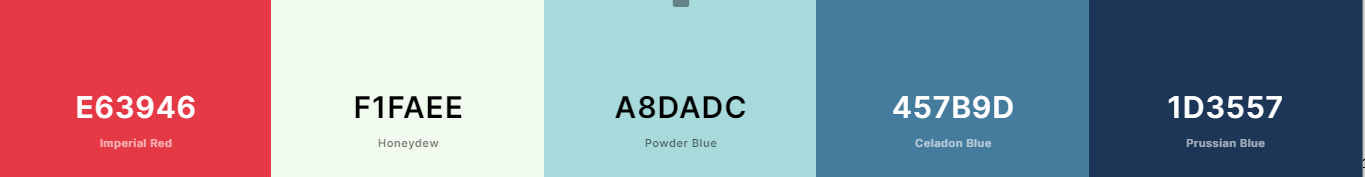 E63946
Imperial Red
F1FAEE
Honeydew
A8DADC
Powder Blue
457B9D
Celadon Blue
1D3557
Prussian Blue